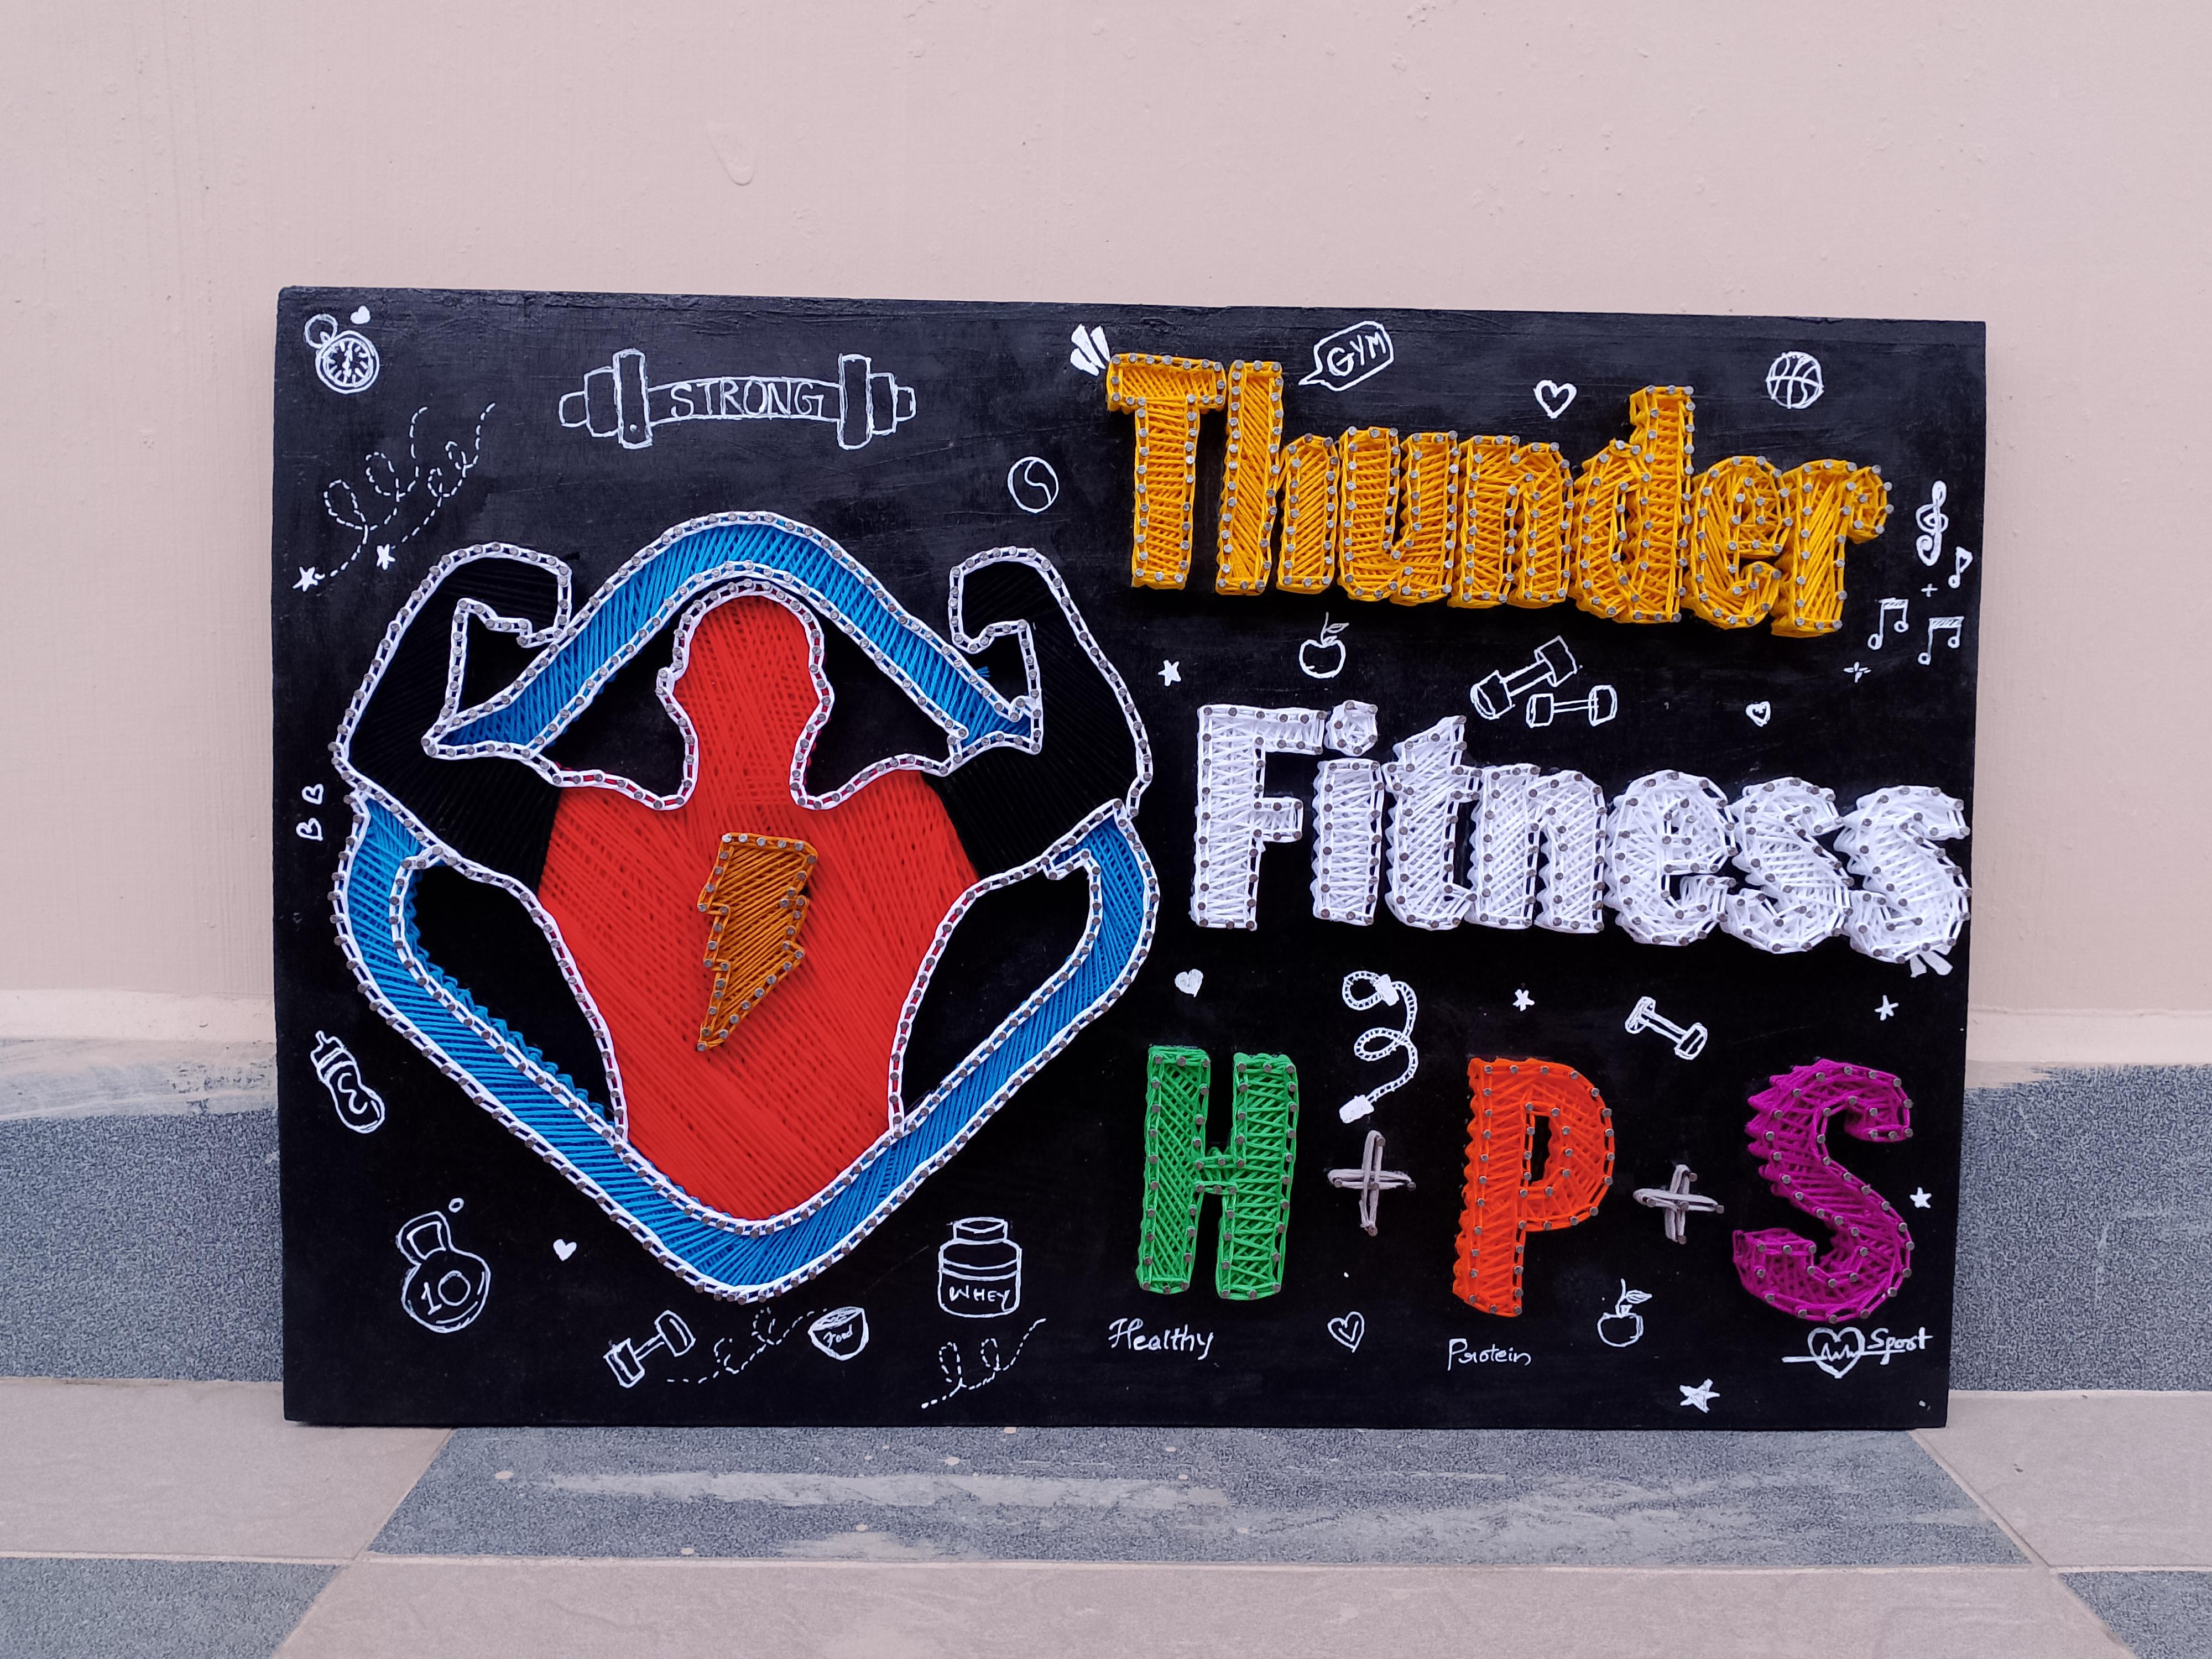 STRONG
GYM
Thunder
Fitness
B B
H + P + S
10
Food
WHEY
Healthy
Protein
Sport